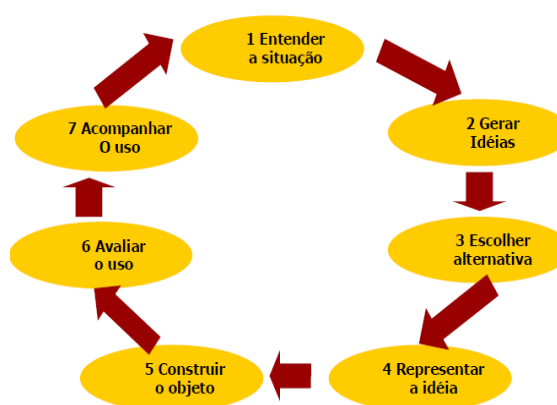 1 Entender
a situação
2 Gerar
Idéias
3 Escolher
alternativa
4 Representar
a idéia
5 Construir
o objeto
6 Avaliar
o uso
7 Acompanhar
O uso